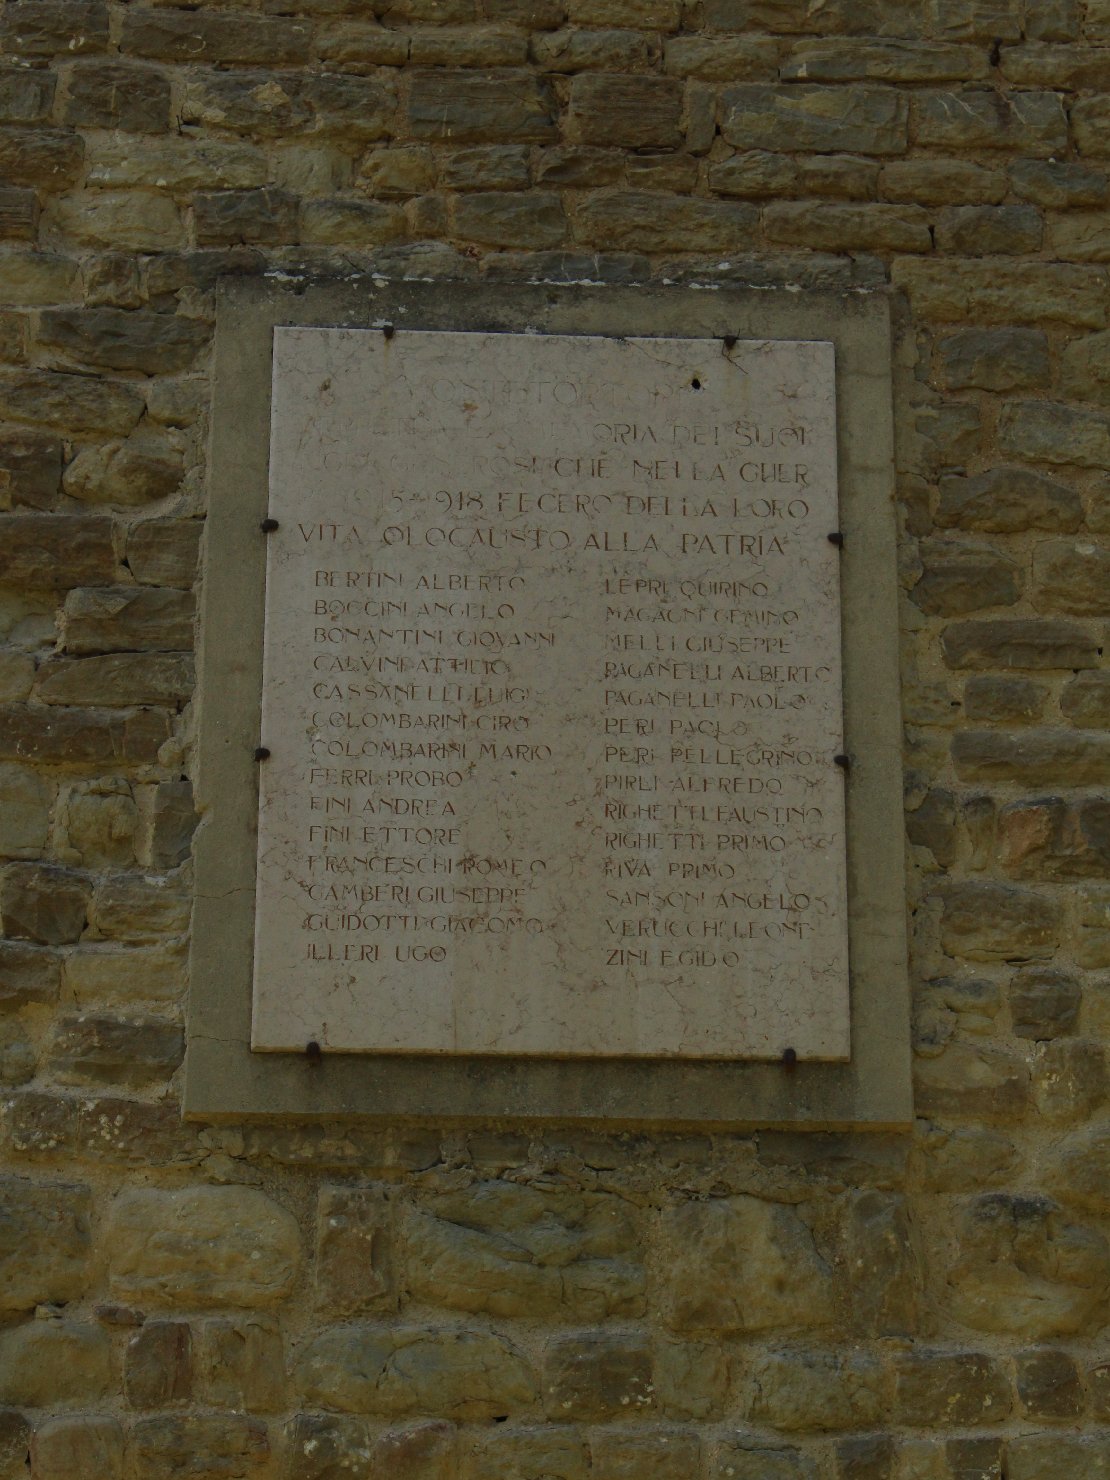 ORIA DEI SUOI
CHE NELLA GUER
1918 FECERO DELLA LORO
VITA OLOCAUSTO ALLA PATRIA
BERTINI ALBERTO
BOCCINI ANGELO
BONANTINI GIOVANNI
CALVINI ATTILIO
CASSANELLI LUIGI
COLOMBARINI CIRO
COLOMBARINI MARIO
FERRI PROBO
FINI ANDREA
FINI ETTORE
FRANCESCHI ROMEO
GAMBERI GIUSEPPE
GUIDOTTI GIACOMO
ILLERI UGO
LEPRI QUIRINO
MAGAGNI GEMINO
MELLI GIUSEPPE
PAGANELLI ALBERTO
PAGANELLI PAOLO
PERI PAOLO
PERI PELLEGRINO
PIRLI ALFREDO
RIGHETTI FAUSTINO
RIGHETTI PRIMO
RIVA PRIMO
SANSONI ANGELO
VERUCCHI LEONE
ZINI EGIDIO